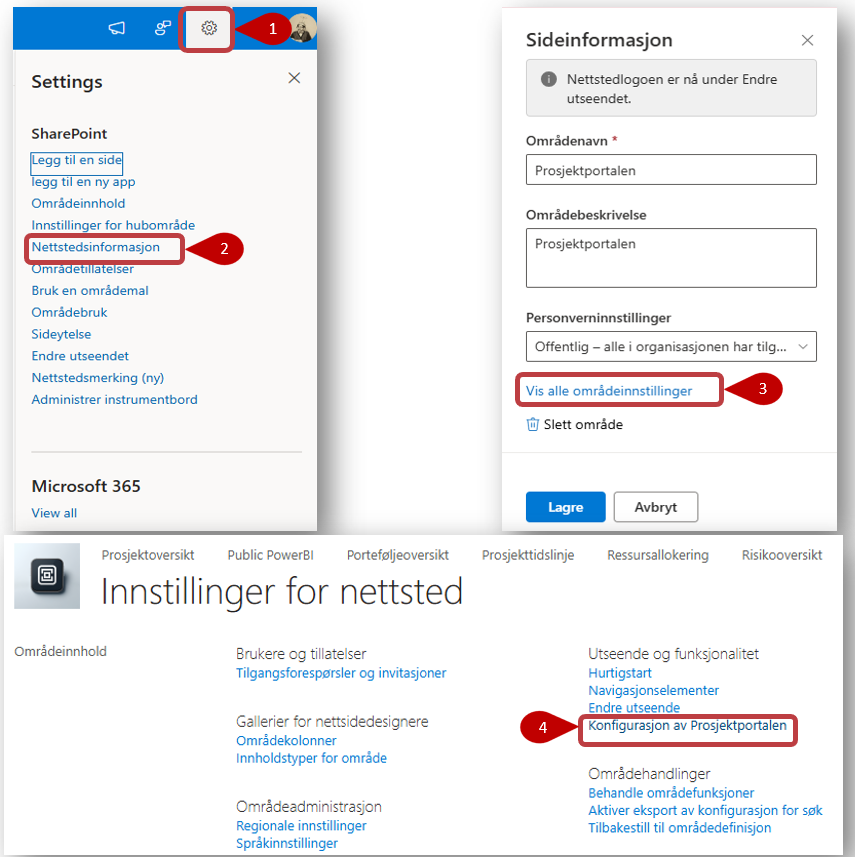 1
Settings
SharePoint
Legg til en side
legg til en ny app
Områdeinnhold
Innstillinger for hubområde
Nettstedsinformasjon
2
Områdetillatelser
Bruk en områdemal
Områdebruk
Sideytelse
Endre utseendet
Nettstedsmerking (ny)
Administrer instrumentbord
Microsoft 365
View all
Sideinformasjon
Nettstedlogoen er nå under Endre
utseendet.
Områdenavn *
Prosjektportalen
Områdebeskrivelse
Prosjektportalen
Personverninnstillinger
Offentlig – alle i organisasjonen har tilg...
Vis alle områdeinnstillinger
3
Slett område
Lagre Avbryt
Prosjektoversikt Public PowerBI Porteføljeoversikt Prosjekttidslinje Ressursallokering Risikooversikt
Innstillinger for nettsted
Områdeinnhold
Brukere og tillatelser
Tilgangsforespørsler og invitasjoner
Gallerier for nettsidedesignere
Områdekolonner
Innholdstyper for område
Områdeadministrasjon
Regionale innstillinger
Språkinnstillinger
Utseende og funksjonalitet
Hurtigstart
Navigasjonselementer
Endre utseende
4
Konfigurasjon av Prosjektportalen
Områdehandlinger
Behandle områdefunksjoner
Aktiver eksport av konfigurasjon for søk
Tilbakestill til områdedefinisjon